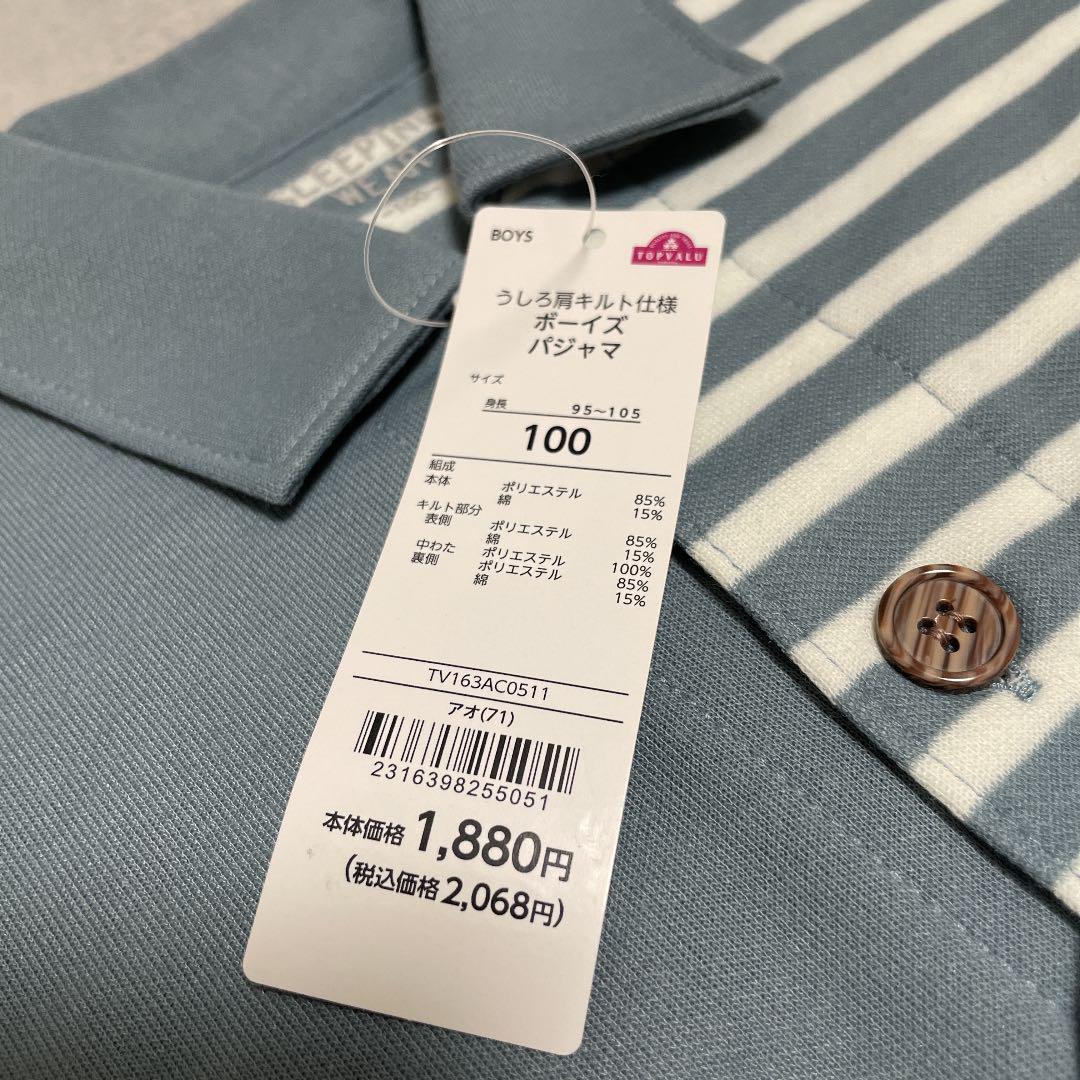 SLEEPING
WEAR
BOYS
TOPVALU
うしろ肩キルト仕様
ボーイズ
パジャマ
サイズ
身長 95～105
100
組成
本体 ポリエステル 85%
綿 15%
キルト部分
表側 ポリエステル 85%
綿 15%
中わた ポリエステル 100%
裏側 ポリエステル 85%
綿 15%
TV163AC0511
アオ(71)
2316398255051
本体価格 1,880円
(税込価格2,068円)